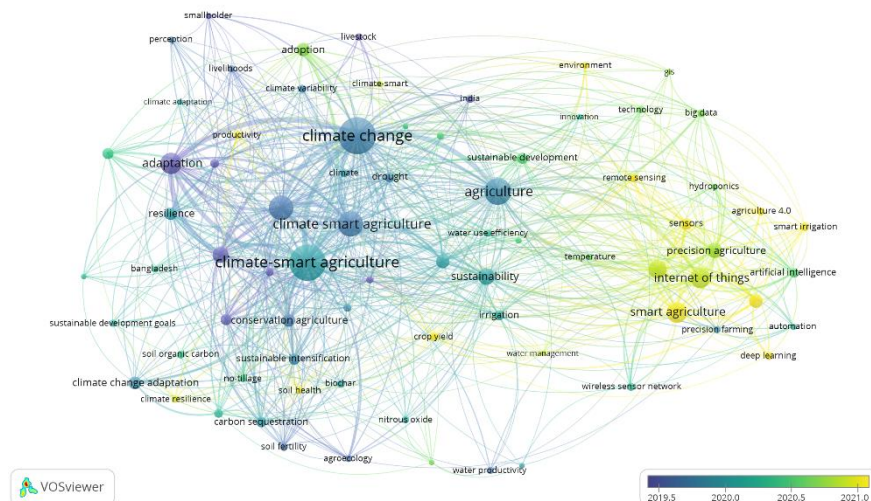 smallholder
perception
livestock
adoption
livelihoods
environment
gis
climate variability
climate-smart
climate adaptation
india
technology
big data
innovation
productivity
climate change
adaptation
climate
drought
sustainable development
remote sensing
hydroponics
agriculture
resilience
climate smart agriculture
sensors
agriculture 4.0
smart irrigation
water use efficiency
precision agriculture
bangladesh
climate-smart agriculture
temperature
sustainability
internet of things
artificial intelligence
sustainable development goals
conservation agriculture
irrigation
smart agriculture
precision farming
automation
crop yield
soil organic carbon
sustainable intensification
water management
deep learning
climate change adaptation
no tillage
soil health
biochar
wireless sensor network
climate resilience
carbon sequestration
nitrous oxide
soil fertility
agroecology
water productivity
VOSviewer
2019.5 2020.0 2020.5 2021.0